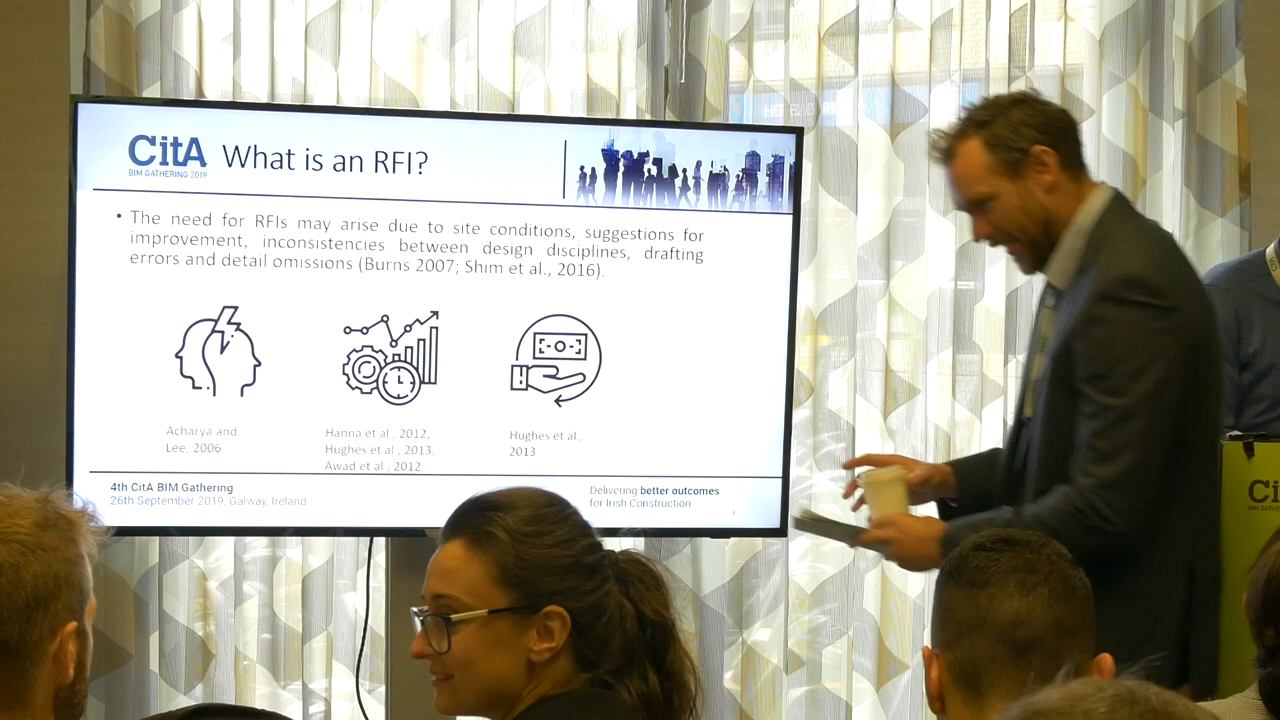 CitA
BIM GATHERING 2019
What is an RFI?
• The need for RFIs may arise due to site conditions, suggestions for
improvement, inconsistencies between design disciplines, drafting
errors and detail omissions (Burns 2007; Shim et al., 2016).
Acharya and
Lee. 2006
Hanna et al., 2012,
Hughes et al., 2013,
Awad et al., 2012
Hughes et al.,
2013
4th CitA BIM Gathering
26th September 2019, Galway, Ireland
Delivering better outcomes
for Irish Construction
Ci